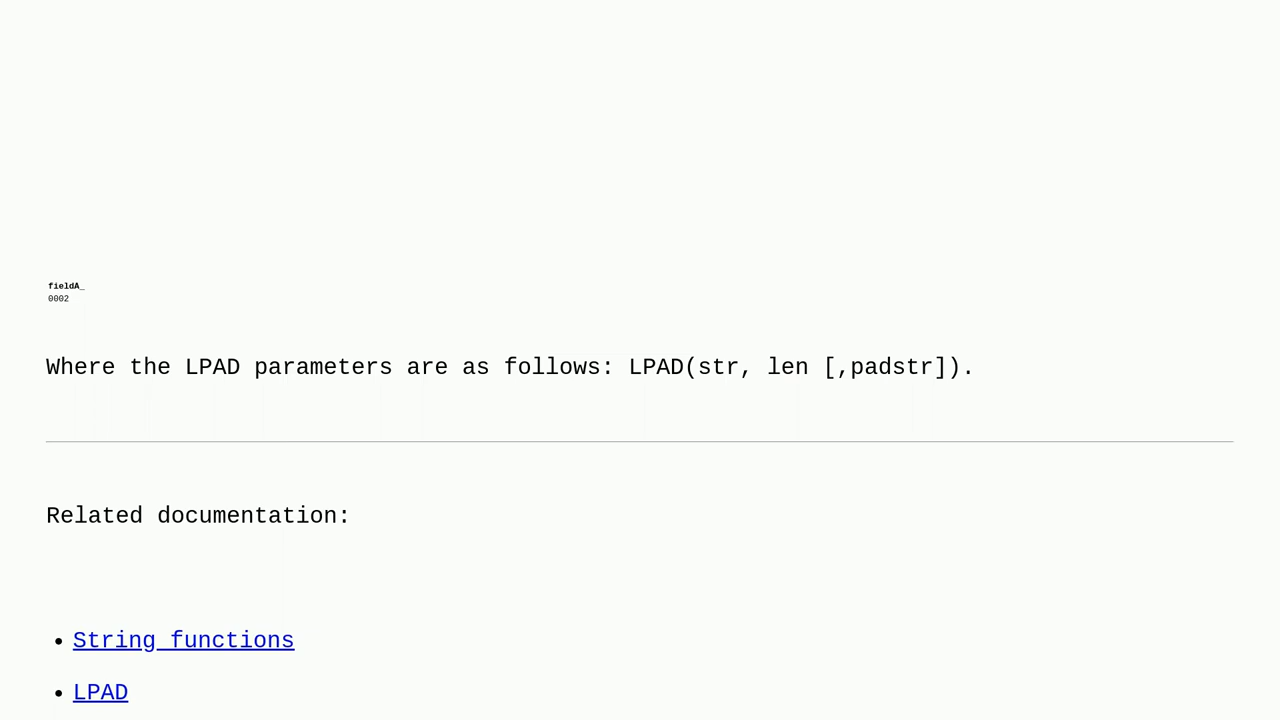 fieldA_
0002
Where the LPAD parameters are as follows: LPAD(str, len [,padstr]).
Related documentation:
String functions
LPAD